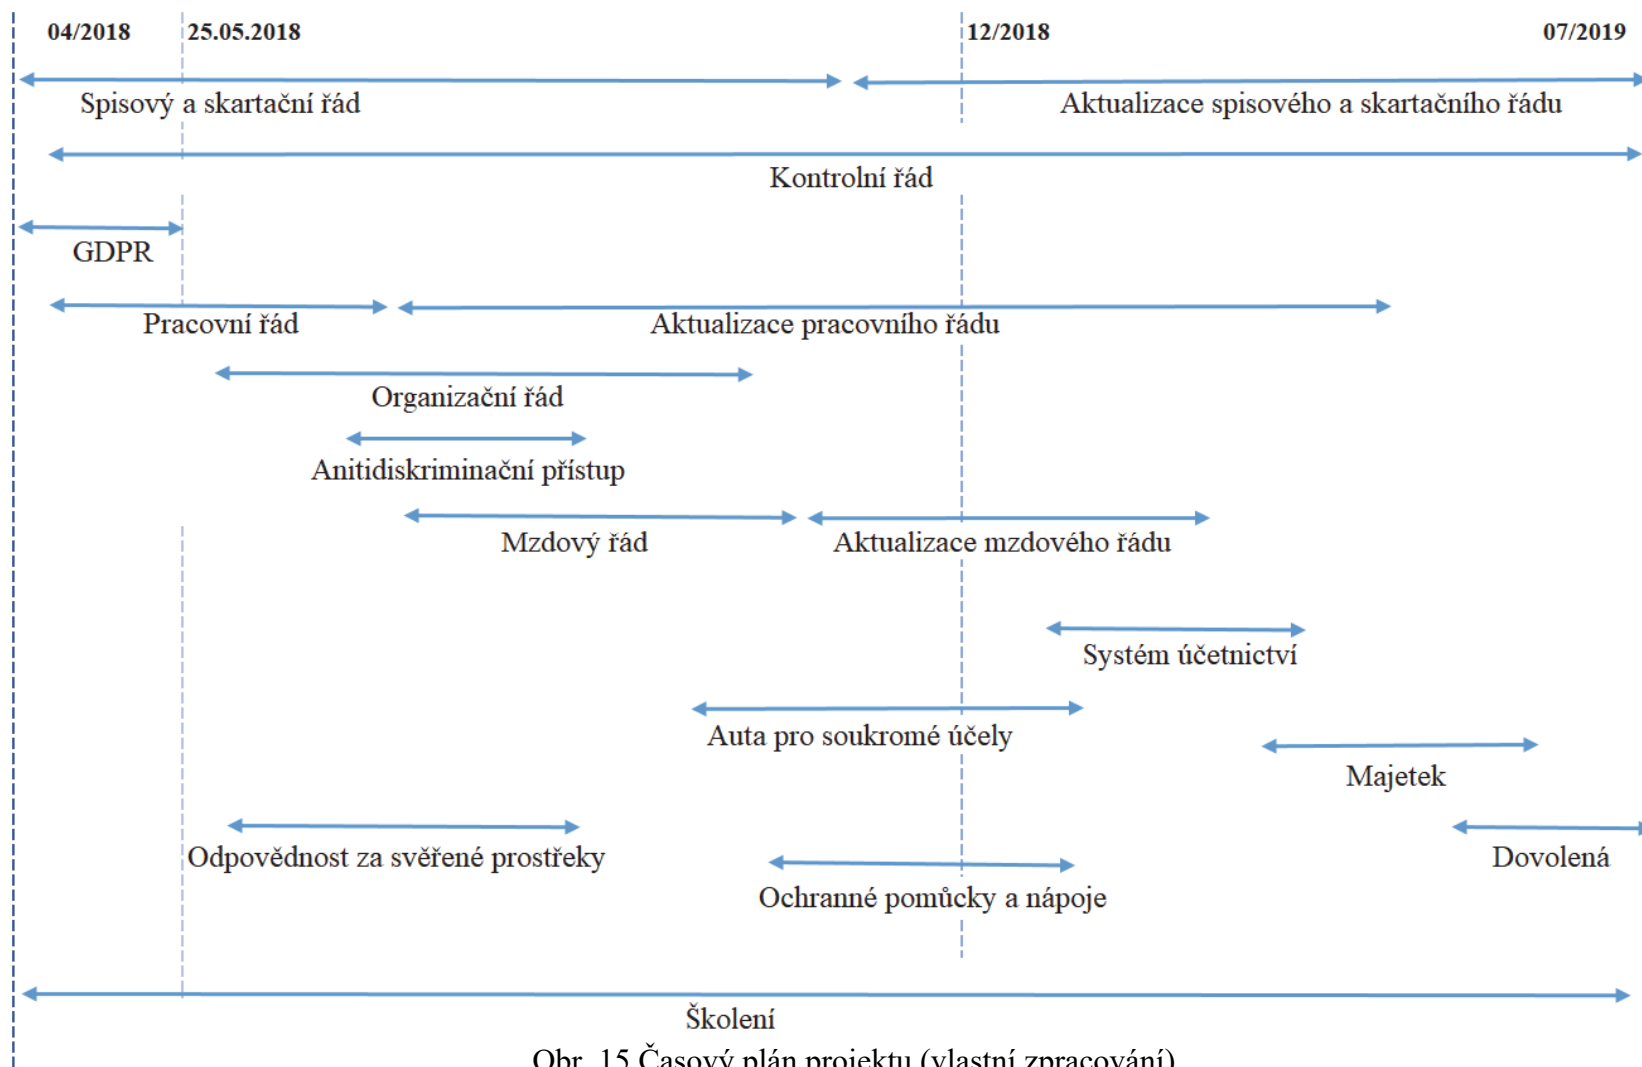 04/2018 25.05.2018 12/2018 07/2019
Spisový a skartační řád Aktualizace spisového a skartačního řádu
Kontrolní řád
GDPR
Pracovní řád Aktualizace pracovního řádu
Organizační řád
Anitidiskriminační přístup
Mzdový řád Aktualizace mzdového řádu
Systém účetnictví
Auta pro soukromé účely
Majetek
Odpovědnost za svěřené prostřeky Dovolená
Ochranné pomůcky a nápoje
Školení
Obr. 15 Časový plán projektu (vlastní zpracování)